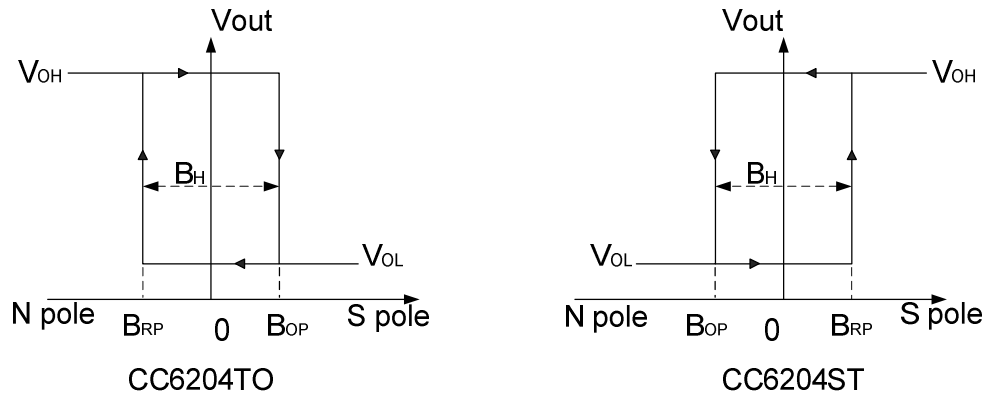 Vout
VOH
BH
VOL
N pole
BRP
0
BOP
S pole
CC6204TO
Vout
VOH
BH
VOL
N pole
BOP
0
BRP
S pole
CC6204ST